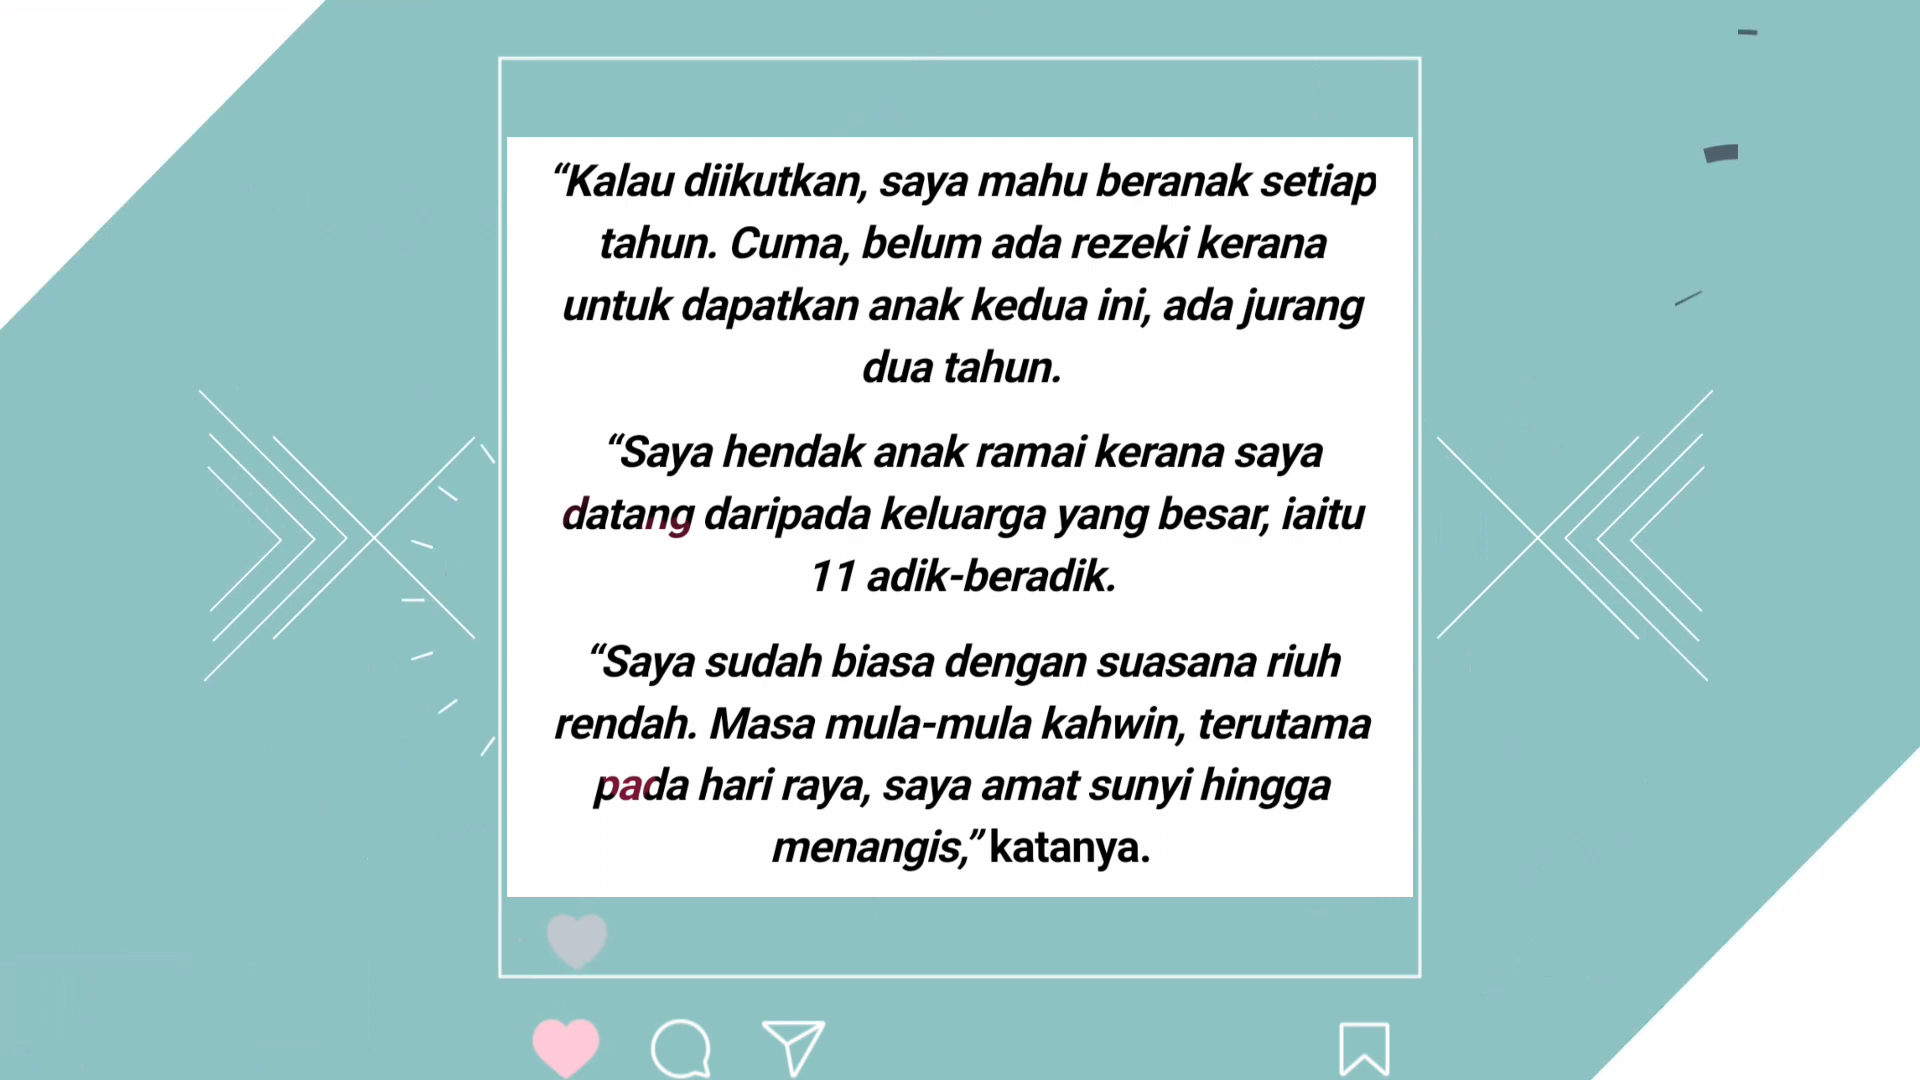 “Kalau diikutkan, saya mahu beranak setiap
tahun. Cuma, belum ada rezeki kerana
untuk dapatkan anak kedua ini, ada jurang
dua tahun.
“Saya hendak anak ramai kerana saya
datang daripada keluarga yang besar, iaitu
11 adik-beradik.
“Saya sudah biasa dengan suasana riuh
rendah. Masa mula-mula kahwin, terutama
pada hari raya, saya amat sunyi hingga
menangis,” katanya.